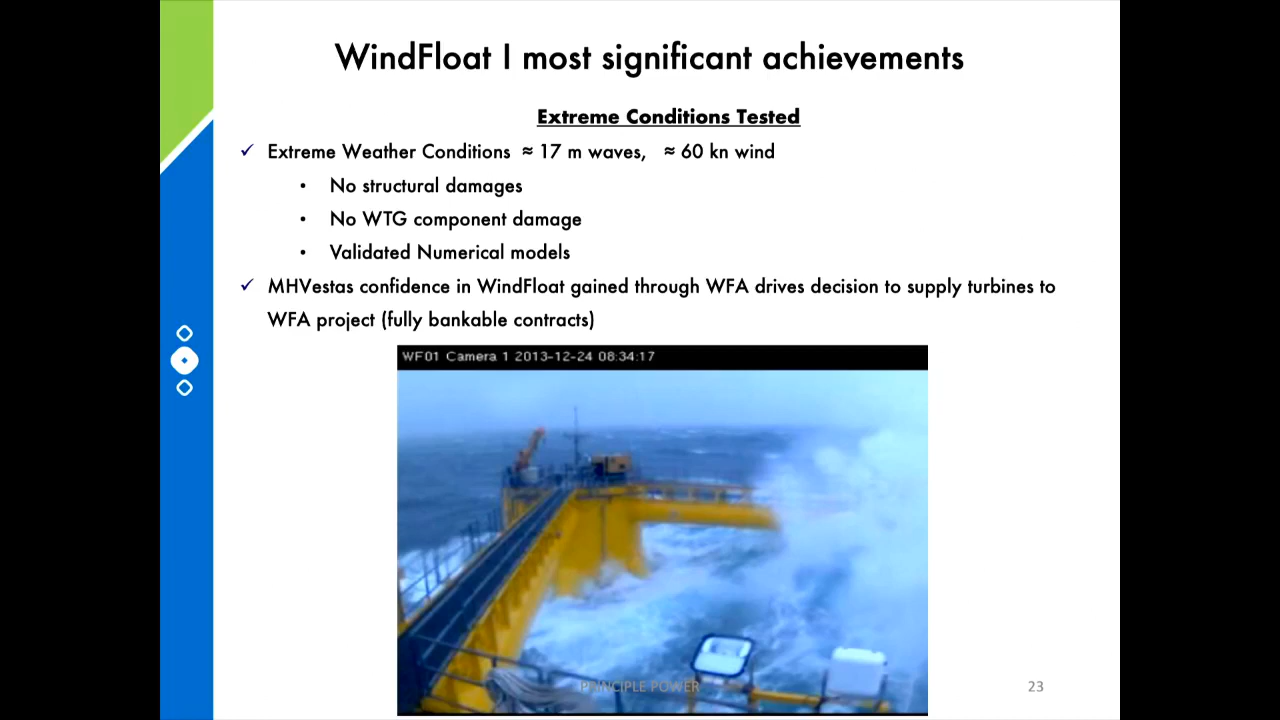 WindFloat I most significant achievements
Extreme Conditions Tested
✓ Extreme Weather Conditions ≈ 17 m waves, ≈ 60 kn wind
• No structural damages
• No WTG component damage
• Validated Numerical models
✓ MHVestas confidence in WindFloat gained through WFA drives decision to supply turbines to
WFA project (fully bankable contracts)
WF01 Camera 1 2013-12-24 08:34:17
PRINCIPLE POWER
23